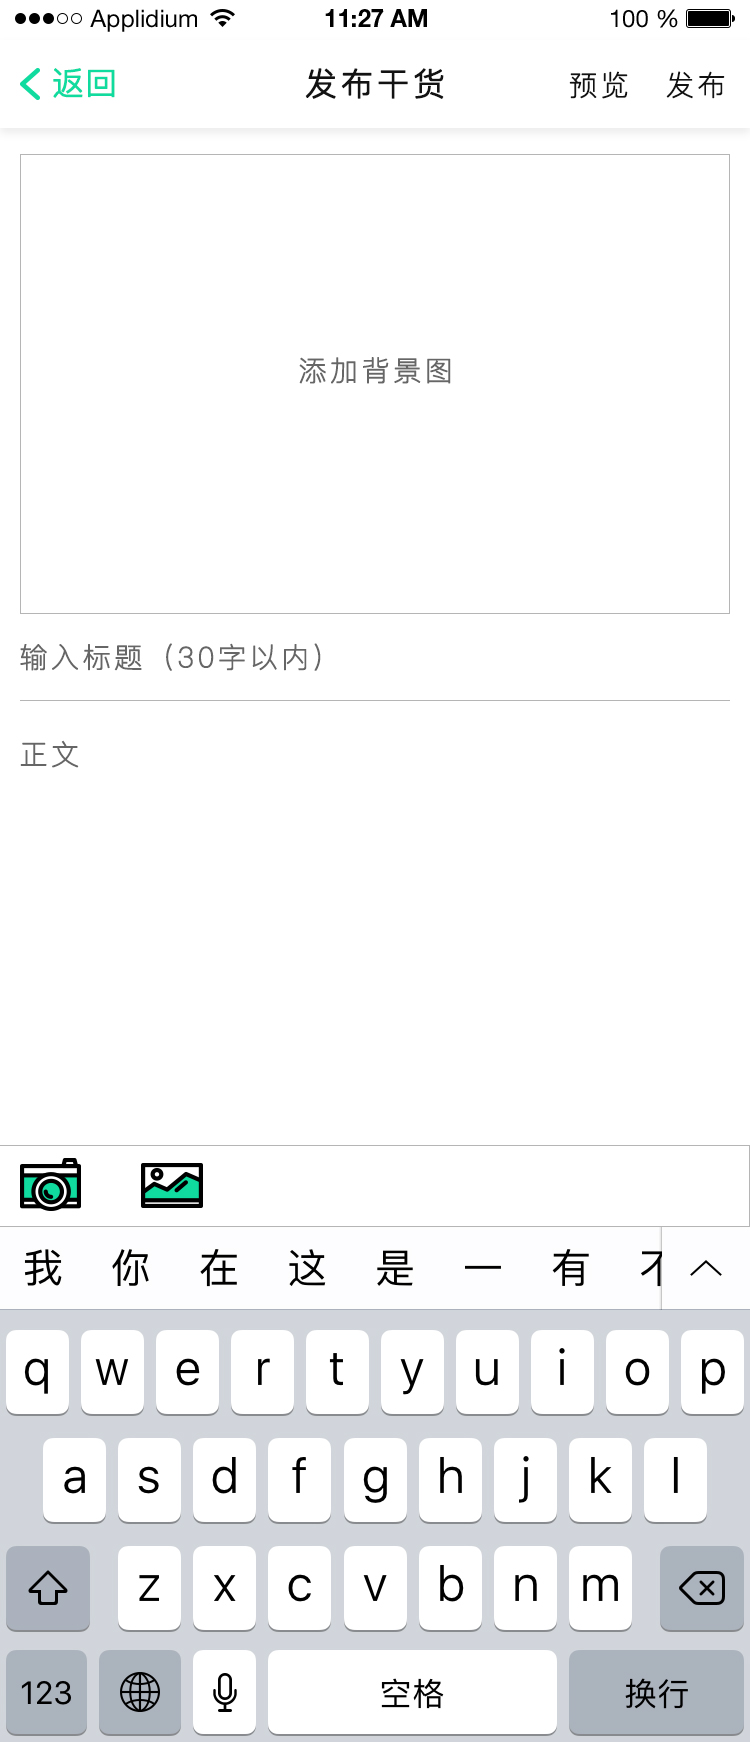 Applidium 11:27 AM 100 %
返回 发布干货 预览 发布
添加背景图
输入标题（30字以内）
正文
我 你 在 这 是 一 有 不
q w e r t y u i o p
a s d f g h j k l
z x c v b n m
123 空格 换行